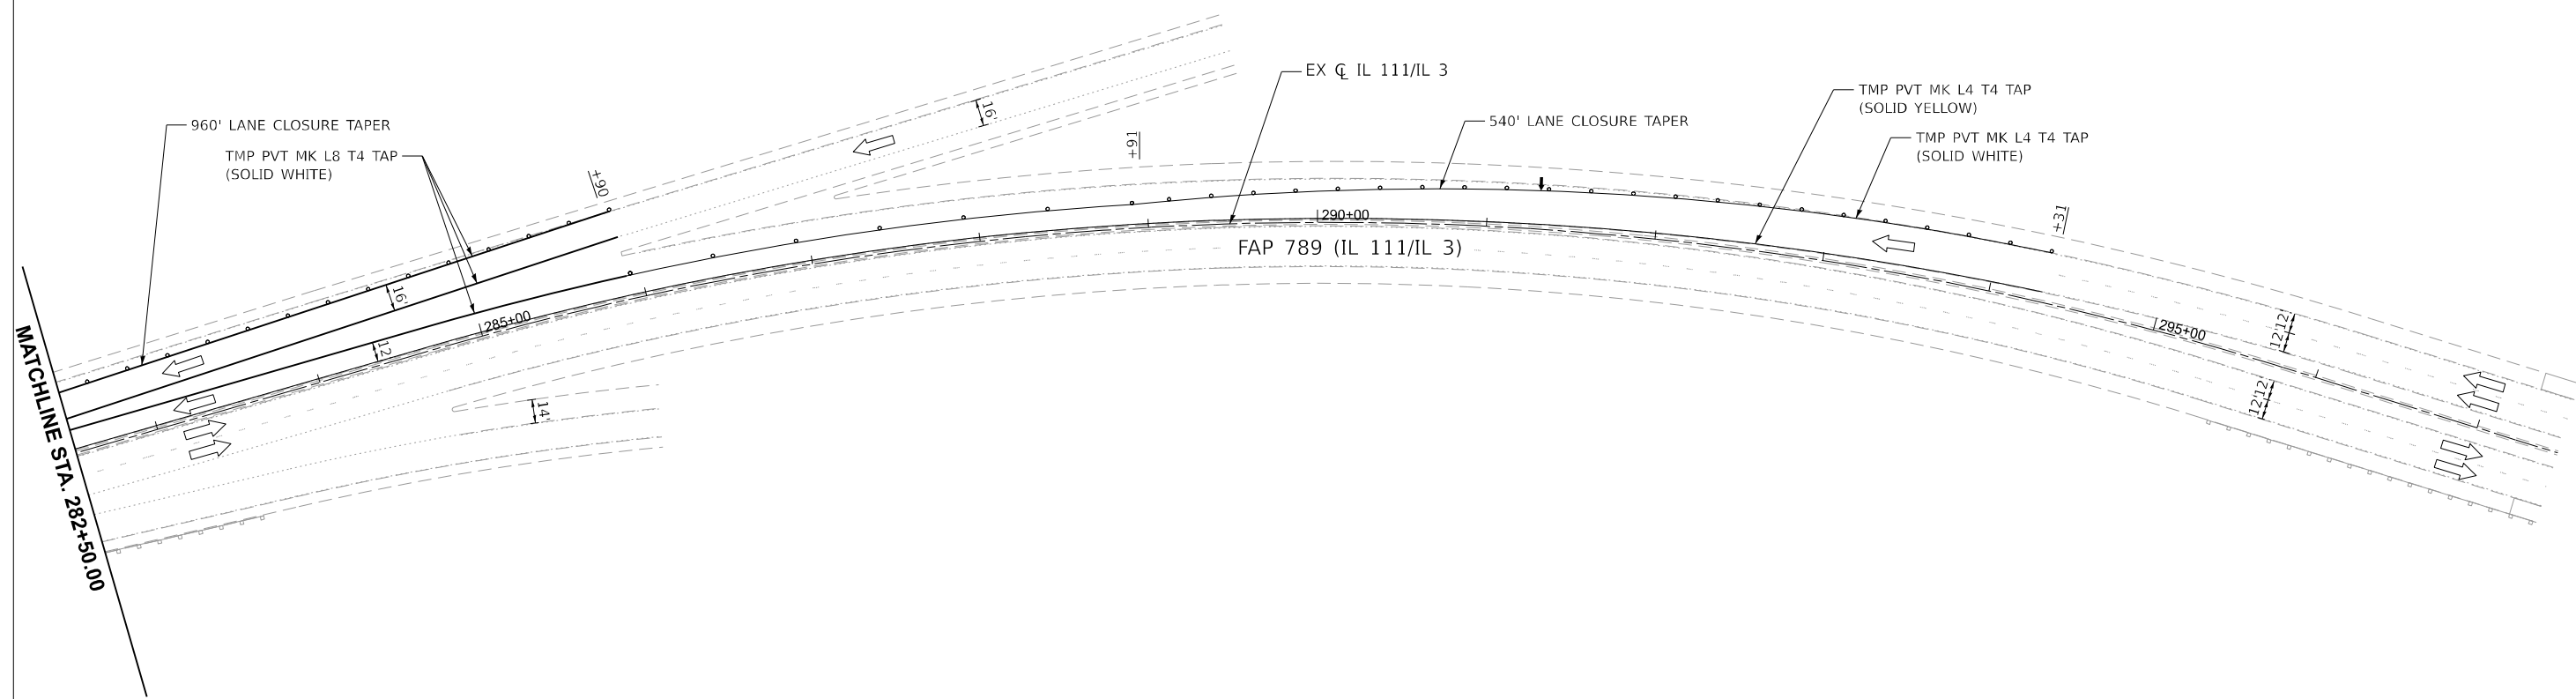 EX ℄ IL 111/IL 3
TMP PVT MK L4 T4 TAP
(SOLID YELLOW)
16'
960' LANE CLOSURE TAPER
540' LANE CLOSURE TAPER
TMP PVT MK L4 T4 TAP
(SOLID WHITE)
TMP PVT MK L8 T4 TAP
(SOLID WHITE)
+91
+90
+31
290+00
FAP 789 (IL 111/IL 3)
16'
285+00
295+00
12'
12'
12
12'
12'
14'
MATCHLINE STA. 282+50.00